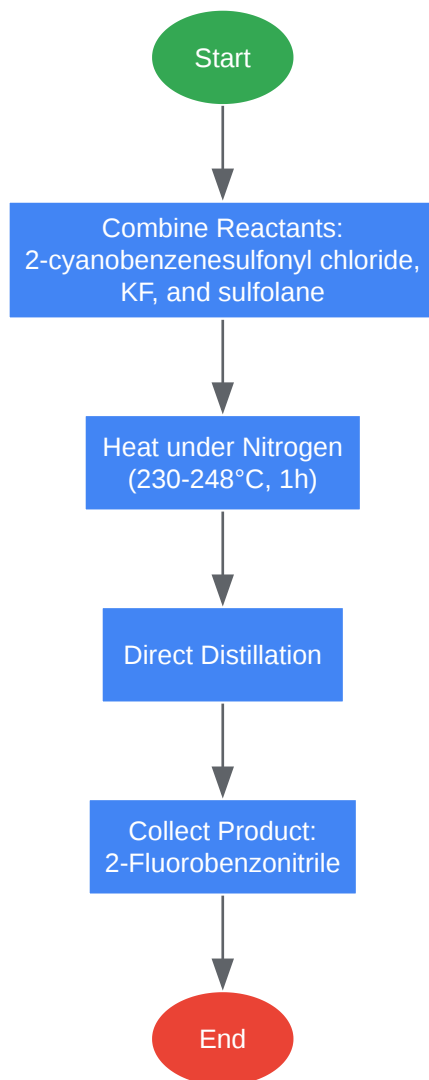 Start
Combine Reactants:
2-cyanobenzenesulfonyl chloride,
KF, and sulfolane
Heat under Nitrogen
(230-248°C, 1h)
Direct Distillation
Collect Product:
2-Fluorobenzonitrile
End